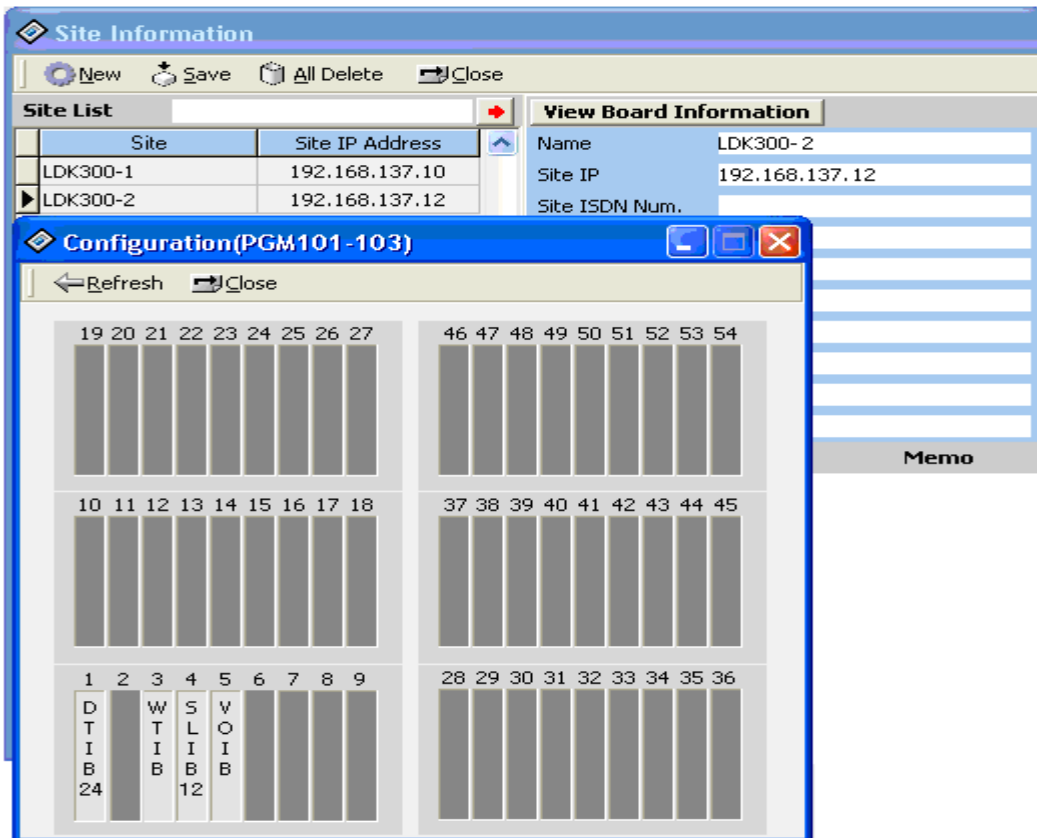 Site Information
New Save All Delete Close
Site List
Site Site IP Address
LDK300-1 192.168.137.10
LDK300-2 192.168.137.12
View Board Information
Name LDK300-2
Site IP 192.168.137.12
Site ISDN Num.
Memo
Configuration(PGM101-103)
Refresh Close
19 20 21 22 23 24 25 26 27
46 47 48 49 50 51 52 53 54
10 11 12 13 14 15 16 17 18
37 38 39 40 41 42 43 44 45
1 2 3 4 5 6 7 8 9
DTIB24
WTIB
SLIB12
VOIB
28 29 30 31 32 33 34 35 36